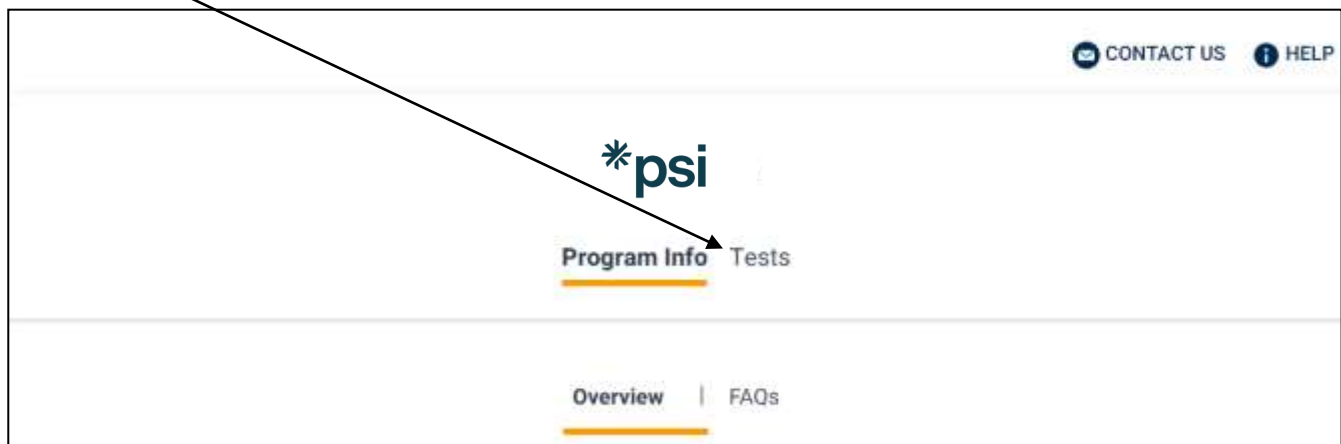 CONTACT US HELP
*psi
Program Info Tests
Overview | FAQs